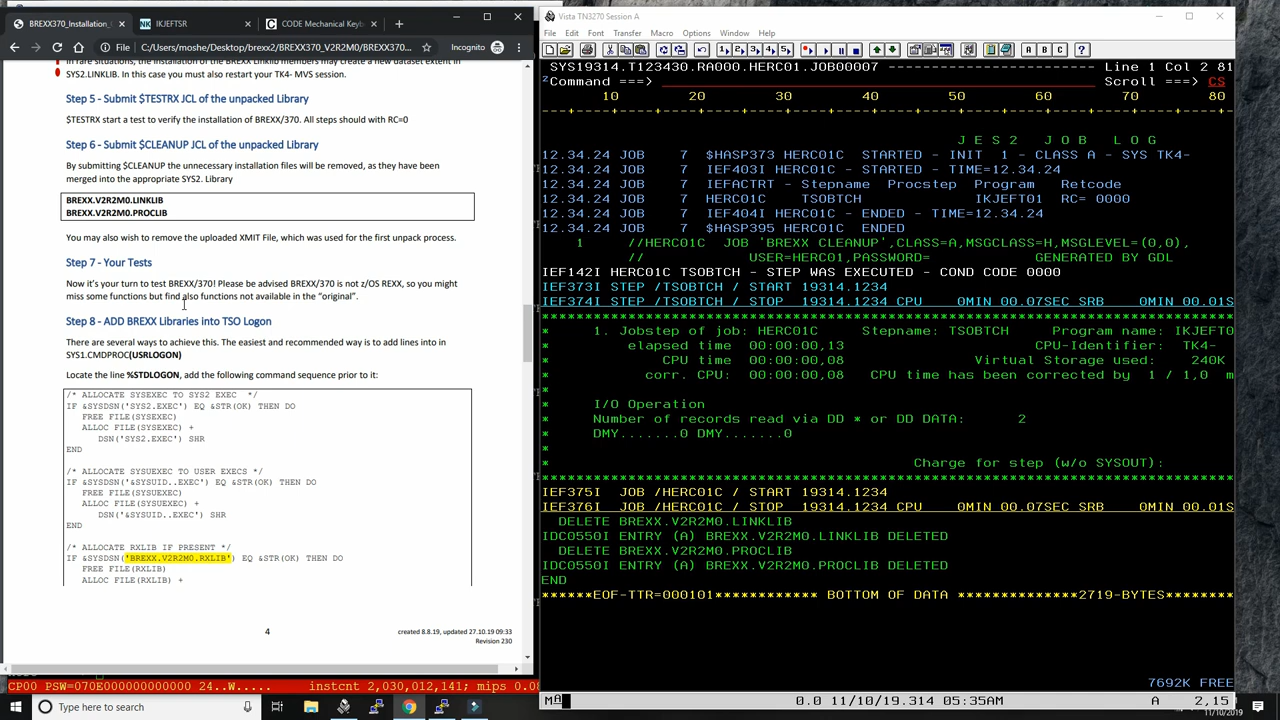 BREXX370_Installation_
IKJEFTSR
CODE Mechanical Keyb
File
C:/Users/moshe/Desktop/brexx2/BREXX370_V2R2M0/BREXX370...
Incognito
In rare situations, the installation of the BREXX Linklib members may create a new dataset extent in
SYS2.LINKLIB. In this case you must also restart your TK4- MVS session.
Step 5 - Submit $TESTRX JCL of the unpacked Library
$TESTRX start a test to verify the installation of BREXX/370. All steps should with RC=0
Step 6 - Submit $CLEANUP JCL of the unpacked Library
By submitting $CLEANUP the unnecessary installation files will be removed, as they have been
merged into the appropriate SYS2. Library
BREXX.V2R2M0.LINKLIB
BREXX.V2R2M0.PROCLIB
You may also wish to remove the uploaded XMIT File, which was used for the first unpack process.
Step 7 - Your Tests
Now it's your turn to test BREXX/370! Please be advised BREXX/370 is not z/OS REXX, so you might
miss some functions but find also functions not available in the "original".
Step 8 - ADD BREXX Libraries into TSO Logon
There are several ways to achieve this. The easiest and recommended way is to add lines into in
SYS1.CMDPROC(USRLOGON)
Locate the line %STDLOGON, add the following command sequence prior to it:
/* ALLOCATE SYSEXEC TO SYS2 EXEC */
IF &SYSDSN('SYS2.EXEC') EQ &STR(OK) THEN DO
FREE FILE(SYSEXEC)
ALLOC FILE(SYSEXEC) +
DSN('SYS2.EXEC') SHR
END
/* ALLOCATE SYSUEXEC TO USER EXECS */
IF &SYSDSN('&SYSUID..EXEC') EQ &STR(OK) THEN DO
FREE FILE(SYSUEXEC)
ALLOC FILE(SYSUEXEC) +
DSN('&SYSUID..EXEC') SHR
END
/* ALLOCATE RXLIB IF PRESENT */
IF &SYSDSN('BREXX.V2R2M0.RXLIB') EQ &STR(OK) THEN DO
FREE FILE(RXLIB)
ALLOC FILE(RXLIB) +
4
created 8.8.19, updated 27.10.19 09:33
Revision 230
CP00 PSW=070E000000000000 24..W..... instcnt 2,030,012,141; mips 0.0
Vista TN3270 Session A
File Edit Font Transfer Macro Options Window Help
SYS19314.T123430.RA000.HERC01.JOB00007 -------------------- Line 1 Col 2 81
Command ===> Scroll ===> CS
10 20 30 40 50 60 70 80
J E S 2 J O B L O G
12.34.24 JOB 7 $HASP373 HERC01C STARTED - INIT 1 - CLASS A - SYS TK4-
12.34.24 JOB 7 IEF403I HERC01C - STARTED - TIME=12.34.24
12.34.24 JOB 7 IEFACTRT - Stepname Procstep Program Retcode
12.34.24 JOB 7 HERC01C TSOBTCH IKJEFT01 RC= 0000
12.34.24 JOB 7 IEF404I HERC01C - ENDED - TIME=12.34.24
12.34.24 JOB 7 $HASP395 HERC01C ENDED
1 //HERC01C JOB 'BREXX CLEANUP',CLASS=A,MSGCLASS=H,MSGLEVEL=(0,0),
// USER=HERC01,PASSWORD= GENERATED BY GDL
IEF142I HERC01C TSOBTCH - STEP WAS EXECUTED - COND CODE 0000
IEF373I STEP /TSOBTCH / START 19314.1234
IEF374I STEP /TSOBTCH / STOP 19314.1234 CPU 0MIN 00.07SEC SRB 0MIN 00.01S
********************************************************************************
* 1. Jobstep of job: HERC01C Stepname: TSOBTCH Program name: IKJEFT0
* elapsed time 00:00:00,13 CPU-Identifier: TK4-
* CPU time 00:00:00,08 Virtual Storage used: 240K
* corr. CPU: 00:00:00,08 CPU time has been corrected by 1 / 1,0 m
*
* I/O Operation
* Number of records read via DD * or DD DATA: 2
* DMY.......0 DMY.......0
*
* Charge for step (w/o SYSOUT):
********************************************************************************
IEF375I JOB /HERC01C / START 19314.1234
IEF376I JOB /HERC01C / STOP 19314.1234 CPU 0MIN 00.07SEC SRB 0MIN 00.01S
DELETE BREXX.V2R2M0.LINKLIB
IDC0550I ENTRY (A) BREXX.V2R2M0.LINKLIB DELETED
DELETE BREXX.V2R2M0.PROCLIB
IDC0550I ENTRY (A) BREXX.V2R2M0.PROCLIB DELETED
END
******EOF-TTR=000101************ BOTTOM OF DATA **************2719-BYTES********
7692K FREE
MA 0.0 11/10/19.314 05:35AM A 2,15
Type here to search
11/10/2019